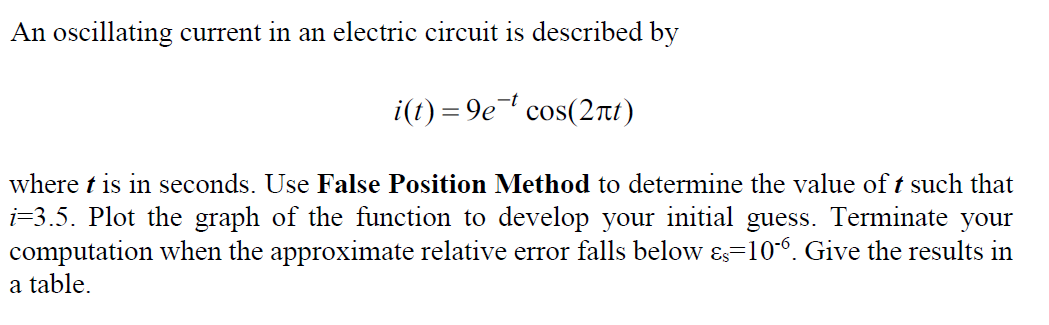 An oscillating current in an electric circuit is described by
i(t) = 9e⁻ᵗ cos(2πt)
where t is in seconds. Use False Position Method to determine the value of t such that
i=3.5. Plot the graph of the function to develop your initial guess. Terminate your
computation when the approximate relative error falls below εs=10⁻⁶. Give the results in
a table.